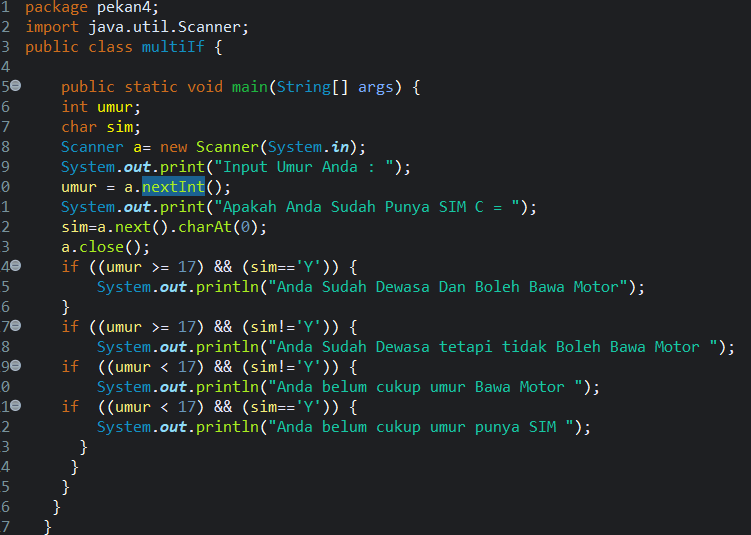 1 package pekan4;
2 import java.util.Scanner;
3 public class multiIf {
4
5 public static void main(String[] args) {
6 int umur;
7 char sim;
8 Scanner a= new Scanner(System.in);
9 System.out.print("Input Umur Anda : ");
0 umur = a.nextInt();
1 System.out.print("Apakah Anda Sudah Punya SIM C = ");
2 sim=a.next().charAt(0);
3 a.close();
4 if ((umur >= 17) && (sim=='Y')) {
5 System.out.println("Anda Sudah Dewasa Dan Boleh Bawa Motor");
6 }
7 if ((umur >= 17) && (sim!='Y')) {
8 System.out.println("Anda Sudah Dewasa tetapi tidak Boleh Bawa Motor ");
9 if  ((umur < 17) && (sim!='Y')) {
0 System.out.println("Anda belum cukup umur Bawa Motor ");
1 if  ((umur < 17) && (sim=='Y')) {
2 System.out.println("Anda belum cukup umur punya SIM ");
3 }
4 }
5 }
6 }
7 }